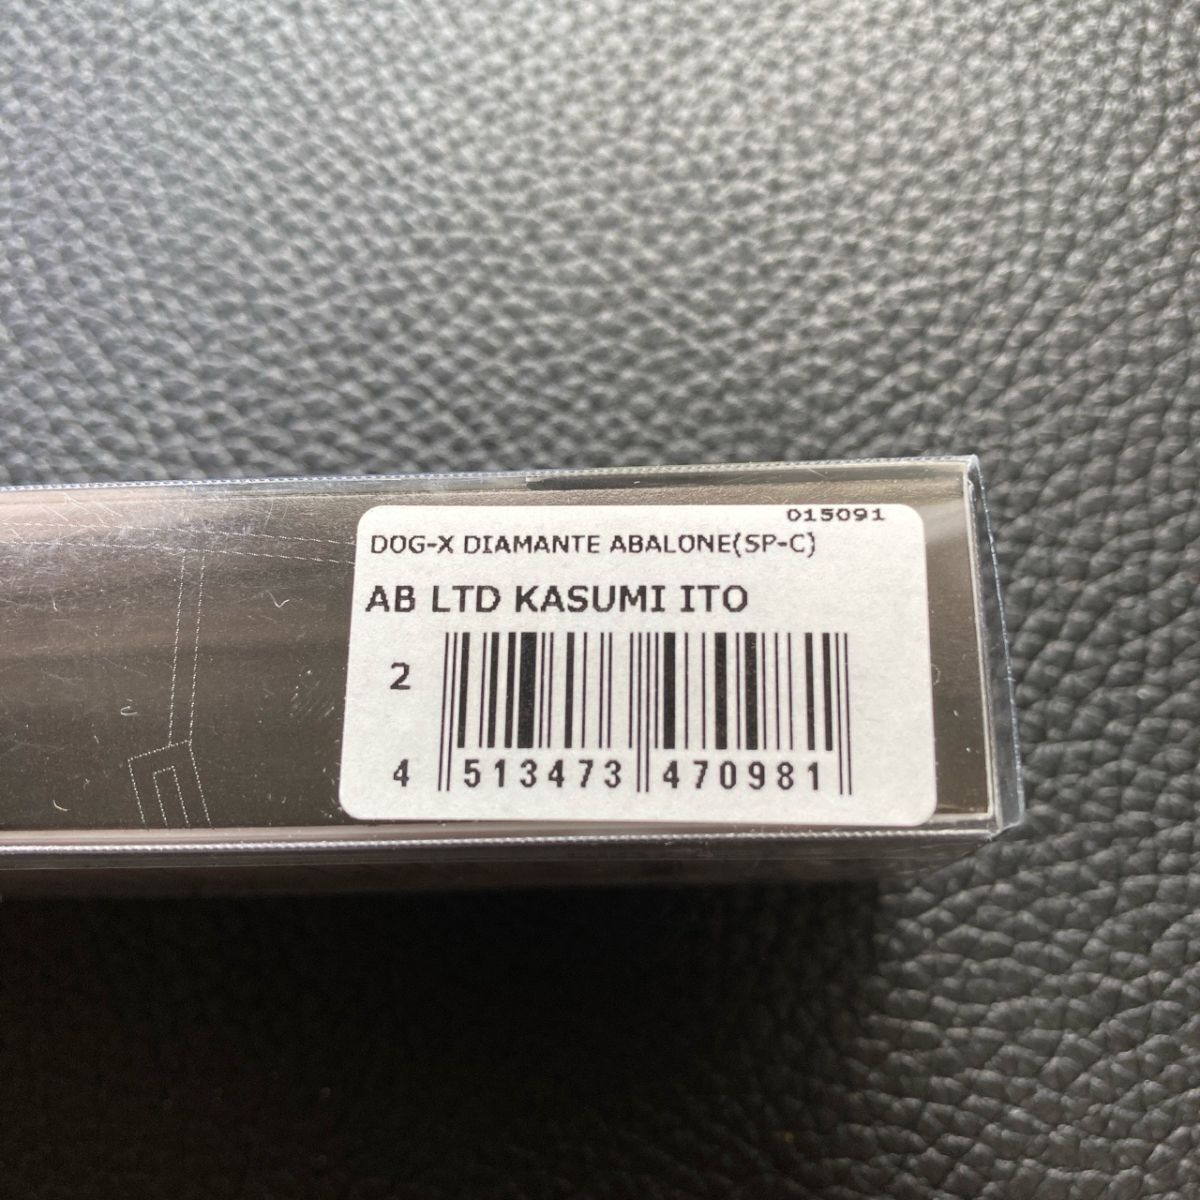 015091
DOG-X DIAMANTE ABALONE(SP-C)
AB LTD KASUMI ITO
2
4 513473 470981